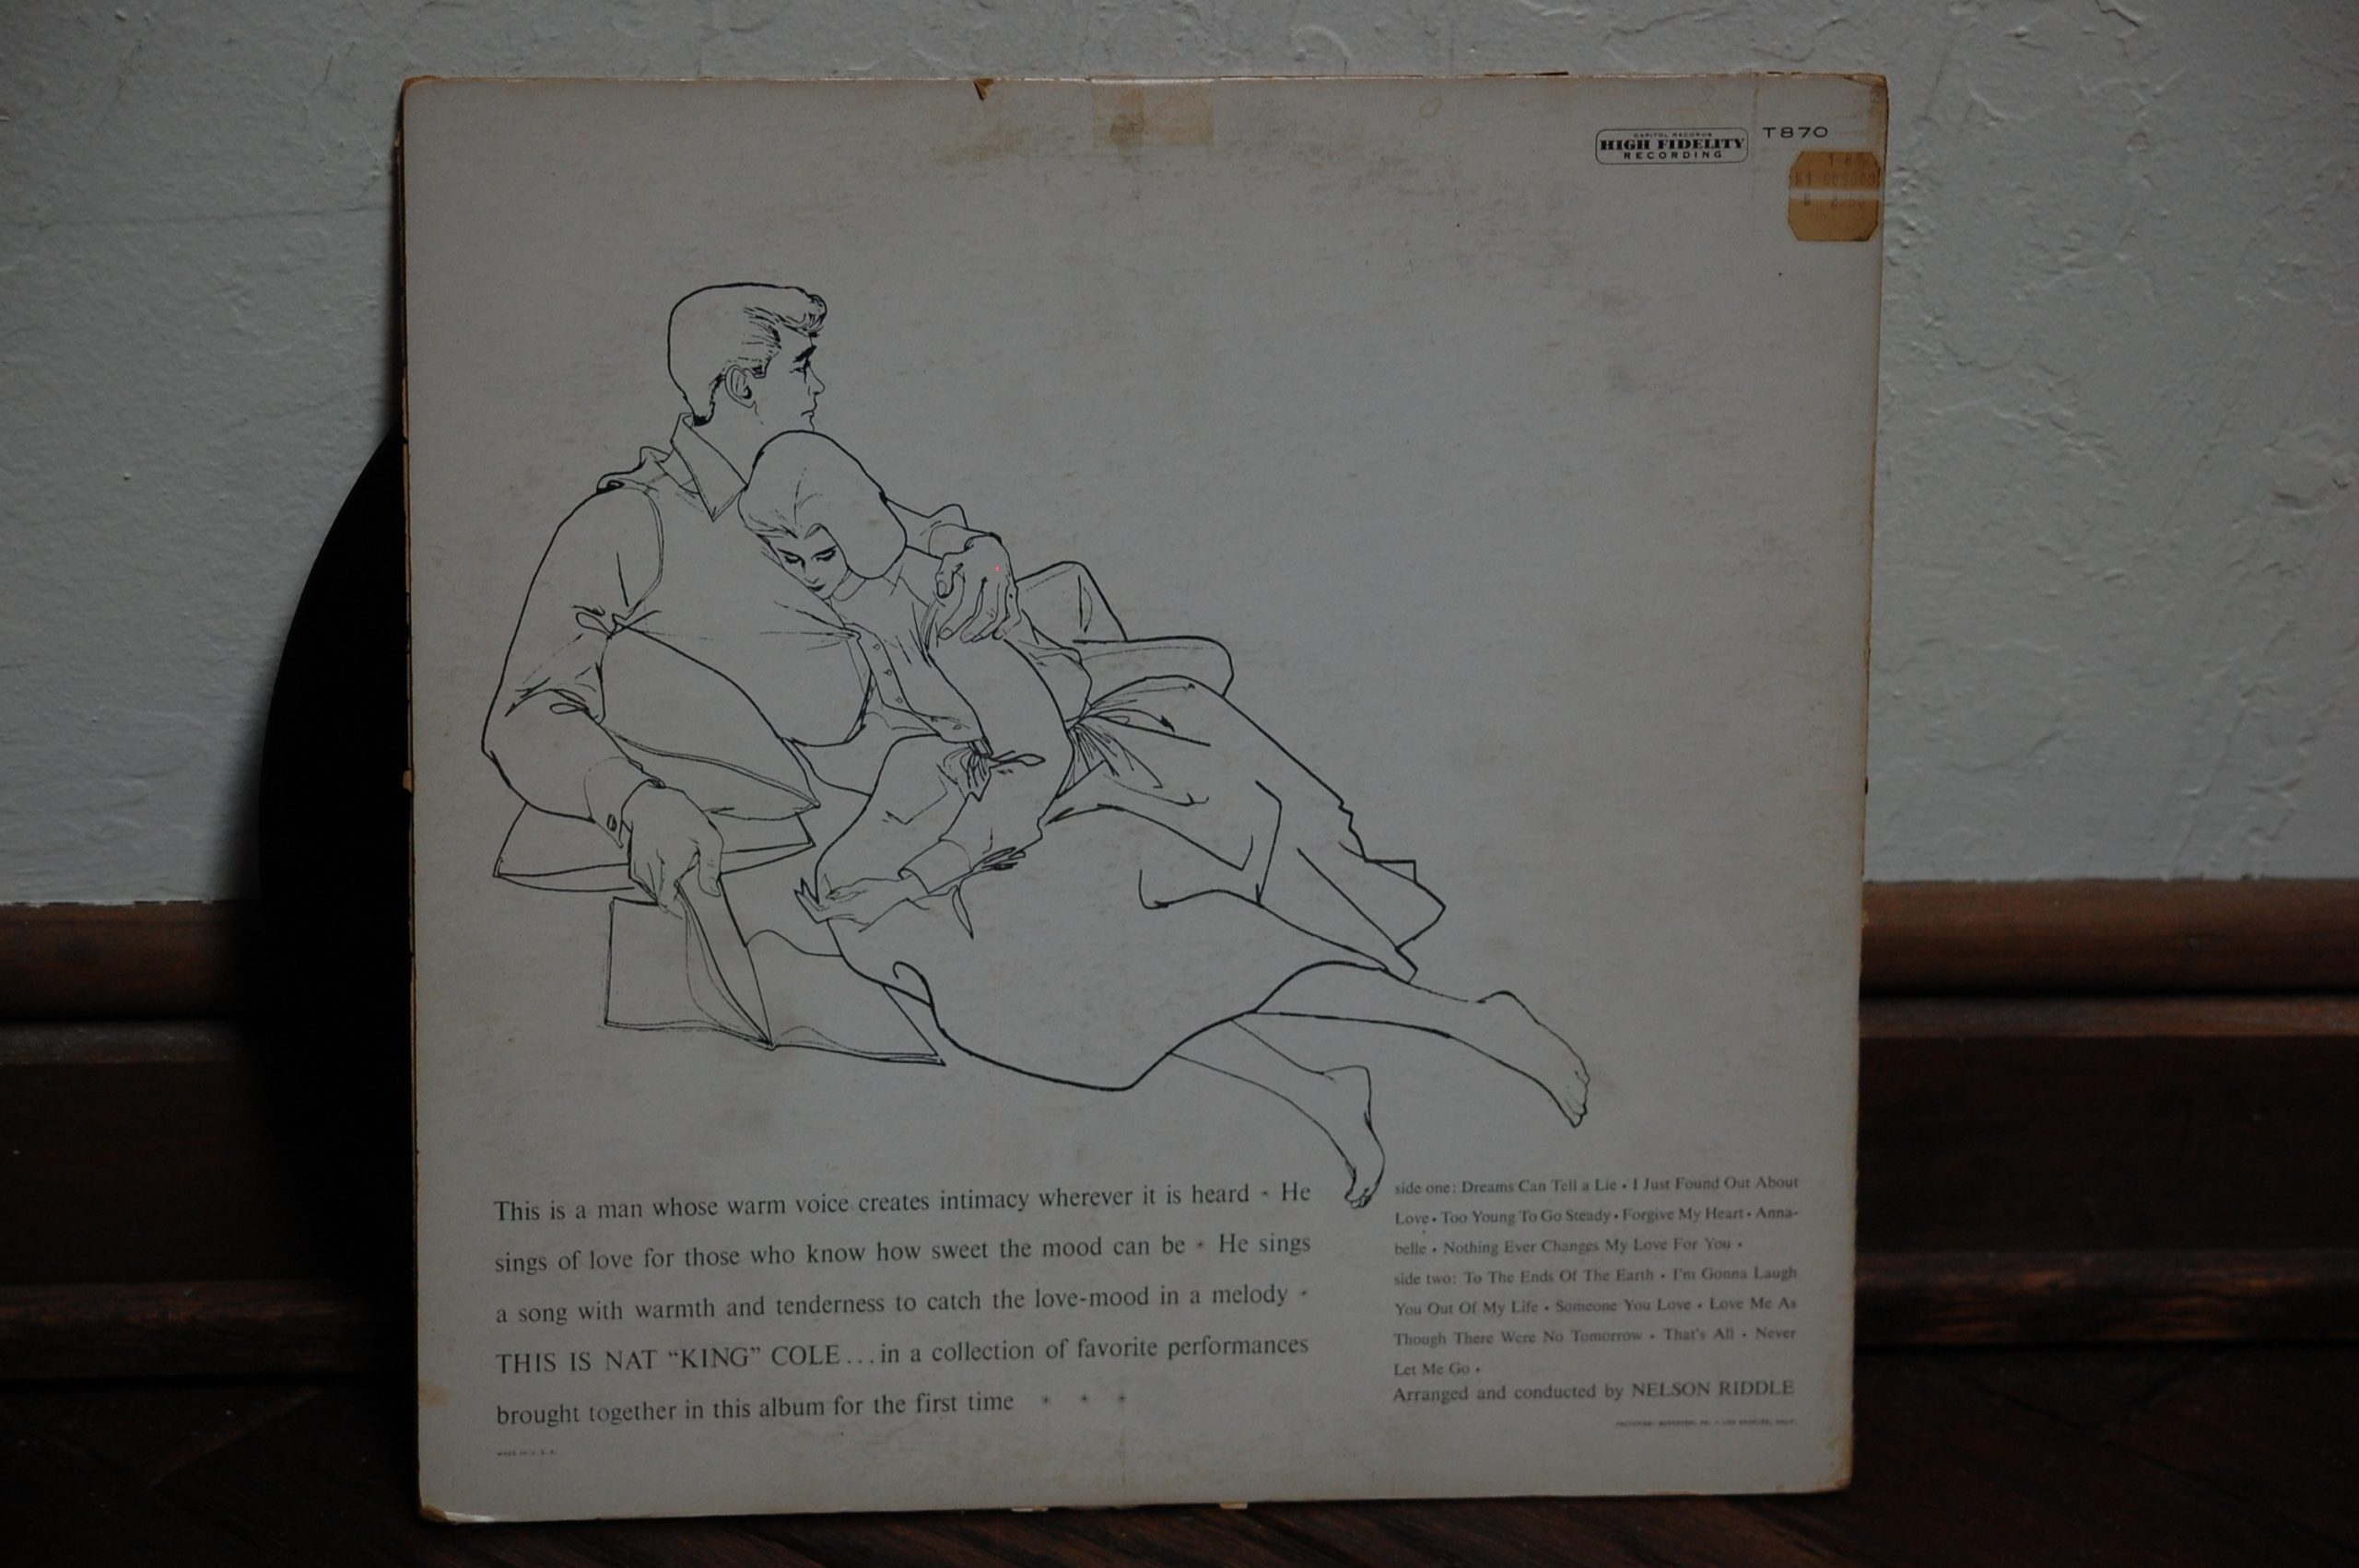 CAPITOL RECORDS
HIGH FIDELITY
RECORDING
T870
This is a man whose warm voice creates intimacy wherever it is heard • He
sings of love for those who know how sweet the mood can be • He sings
a song with warmth and tenderness to catch the love-mood in a melody •
THIS IS NAT “KING” COLE...in a collection of favorite performances
brought together in this album for the first time • • •
MADE IN U.S.A.
side one: Dreams Can Tell a Lie • I Just Found Out About
Love • Too Young To Go Steady • Forgive My Heart • Anna-
belle • Nothing Ever Changes My Love For You •
side two: To The Ends Of The Earth • I'm Gonna Laugh
You Out Of My Life • Someone You Love • Love Me As
Though There Were No Tomorrow • That's All • Never
Let Me Go •
Arranged and conducted by NELSON RIDDLE